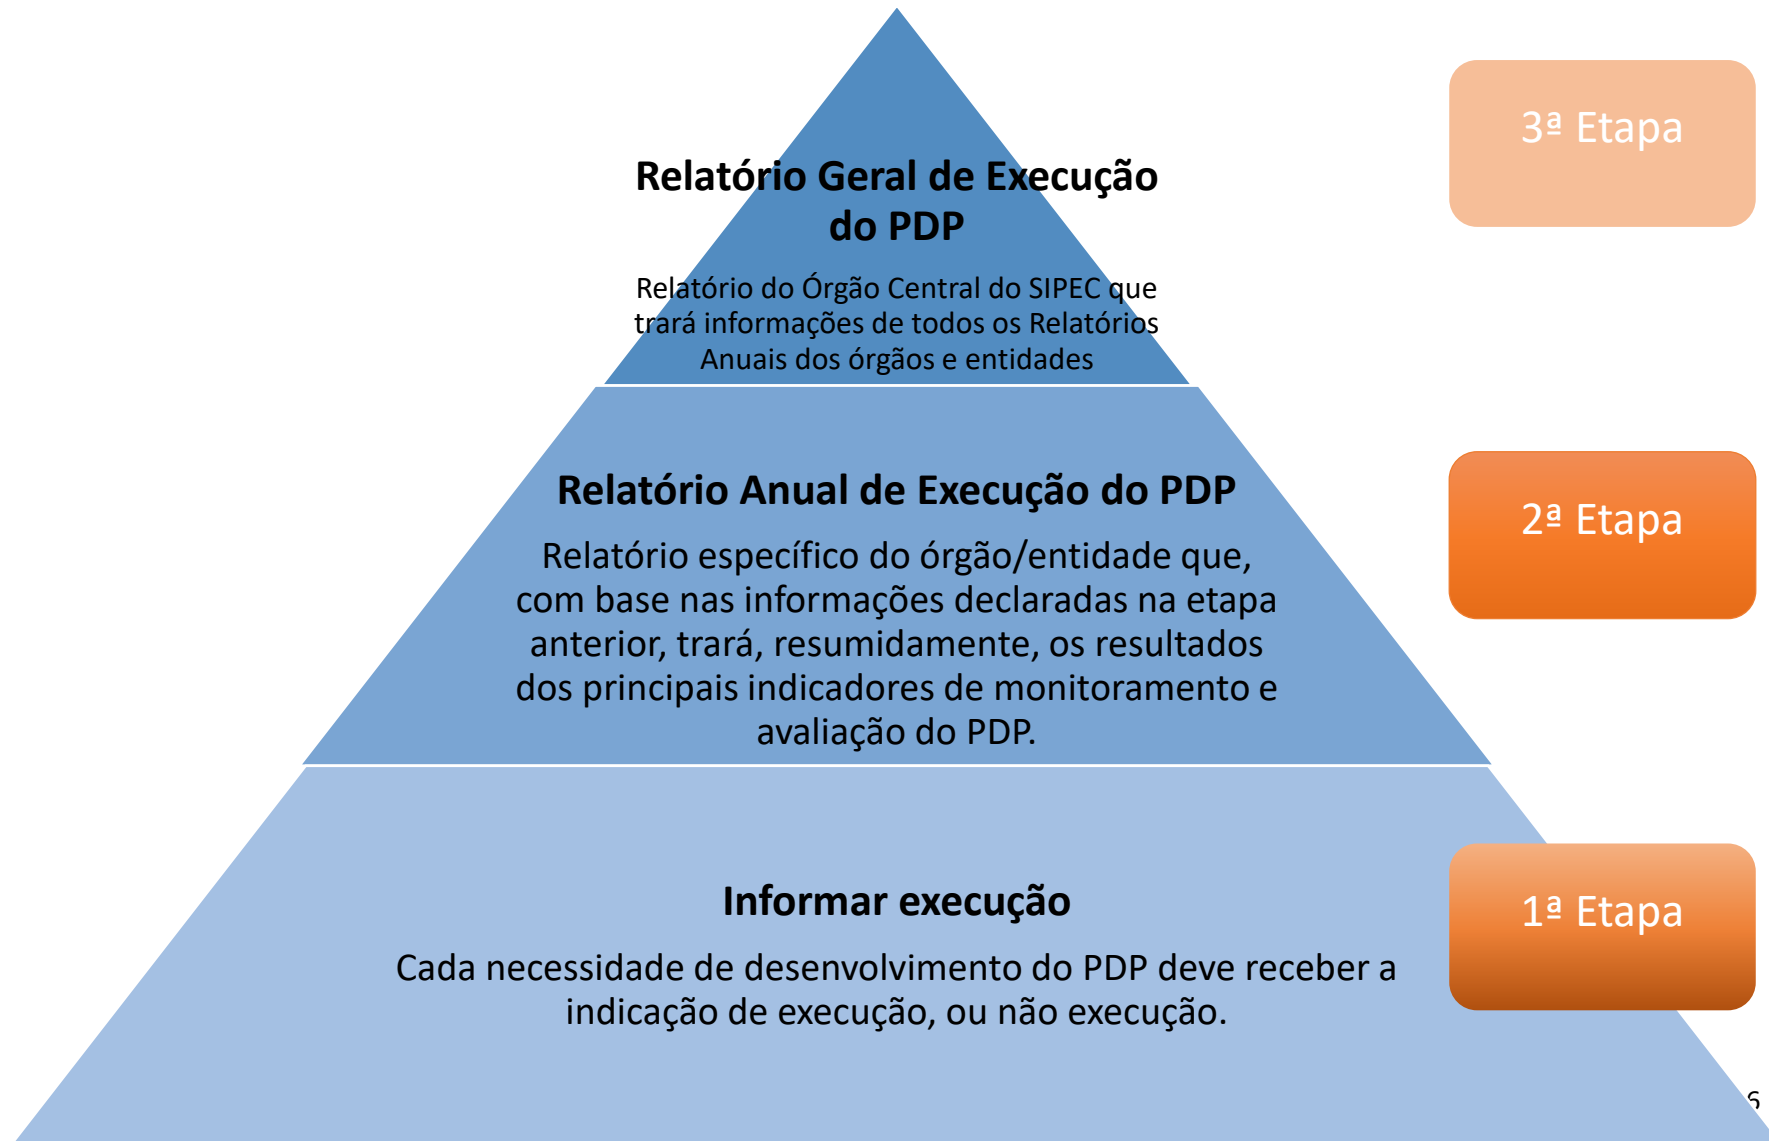 Relatório Geral de Execução
do PDP
Relatório do Órgão Central do SIPEC que
trará informações de todos os Relatórios
Anuais dos órgãos e entidades
3ª Etapa
Relatório Anual de Execução do PDP
Relatório específico do órgão/entidade que,
com base nas informações declaradas na etapa
anterior, trará, resumidamente, os resultados
dos principais indicadores de monitoramento e
avaliação do PDP.
2ª Etapa
Informar execução
Cada necessidade de desenvolvimento do PDP deve receber a
indicação de execução, ou não execução.
1ª Etapa
6